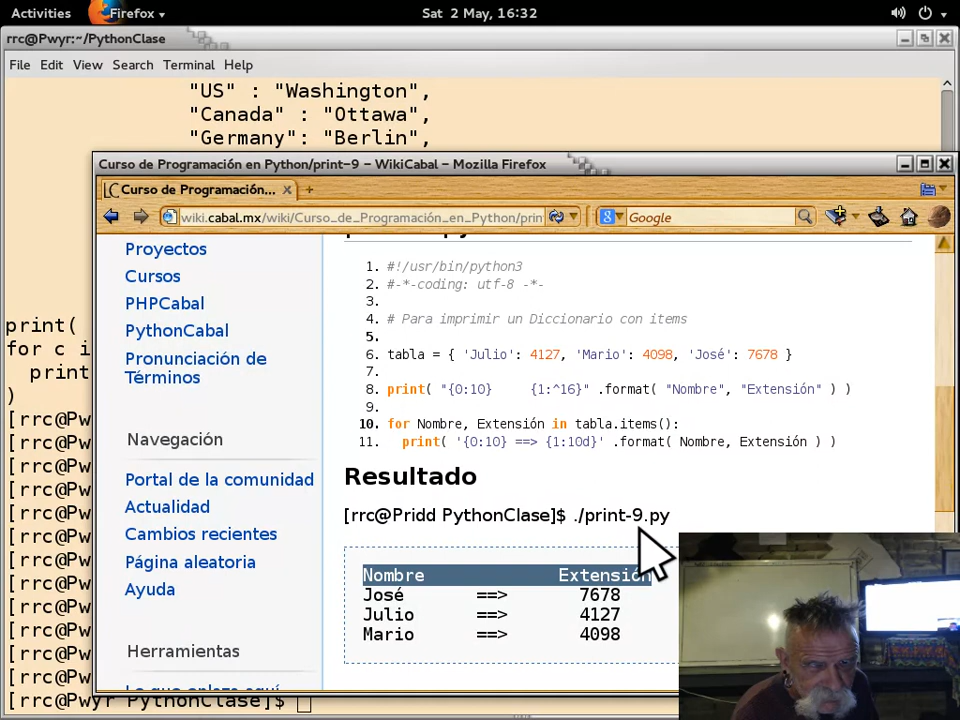 Activities Firefox Sat 2 May, 16:32
rrc@Pwyr:~/PythonClase
File Edit View Search Terminal Help
"US" : "Washington",
"Canada" : "Ottawa",
"Germany": "Berlin",
Curso de Programación en Python/print-9 – WikiCabal – Mozilla Firefox
Curso de Programación...
wiki.cabal.mx/wiki/Curso_de_Programación_en_Python/prin
Google
Proyectos
Cursos
PHPCabal
PythonCabal
Pronunciación de
Términos
Navegación
Portal de la comunidad
Actualidad
Cambios recientes
Página aleatoria
Ayuda
Herramientas
1. #!/usr/bin/python3
2. #-*-coding: utf-8 -*-
3.
4. # Para imprimir un Diccionario con items
5.
6. tabla = { 'Julio': 4127, 'Mario': 4098, 'José': 7678 }
7.
8. print( "{0:10} {1:^16}" .format( "Nombre", "Extensión" ) )
9.
10. for Nombre, Extensión in tabla.items():
11. print( '{0:10} ==> {1:10d}' .format( Nombre, Extensión ) )
Resultado
[rrc@Pridd PythonClase]$ ./print-9.py
Nombre Extensión
José ==> 7678
Julio ==> 4127
Mario ==> 4098
print(
for c i
print
)
[rrc@Pw
[rrc@Pw
[rrc@Pw
[rrc@Pw
[rrc@Pw
[rrc@Pw
[rrc@Pw
[rrc@Pw
[rrc@Pw
[rrc@Pw
[rrc@Pw
[rrc@Pw
[rrc@Pwyr PythonClase]$